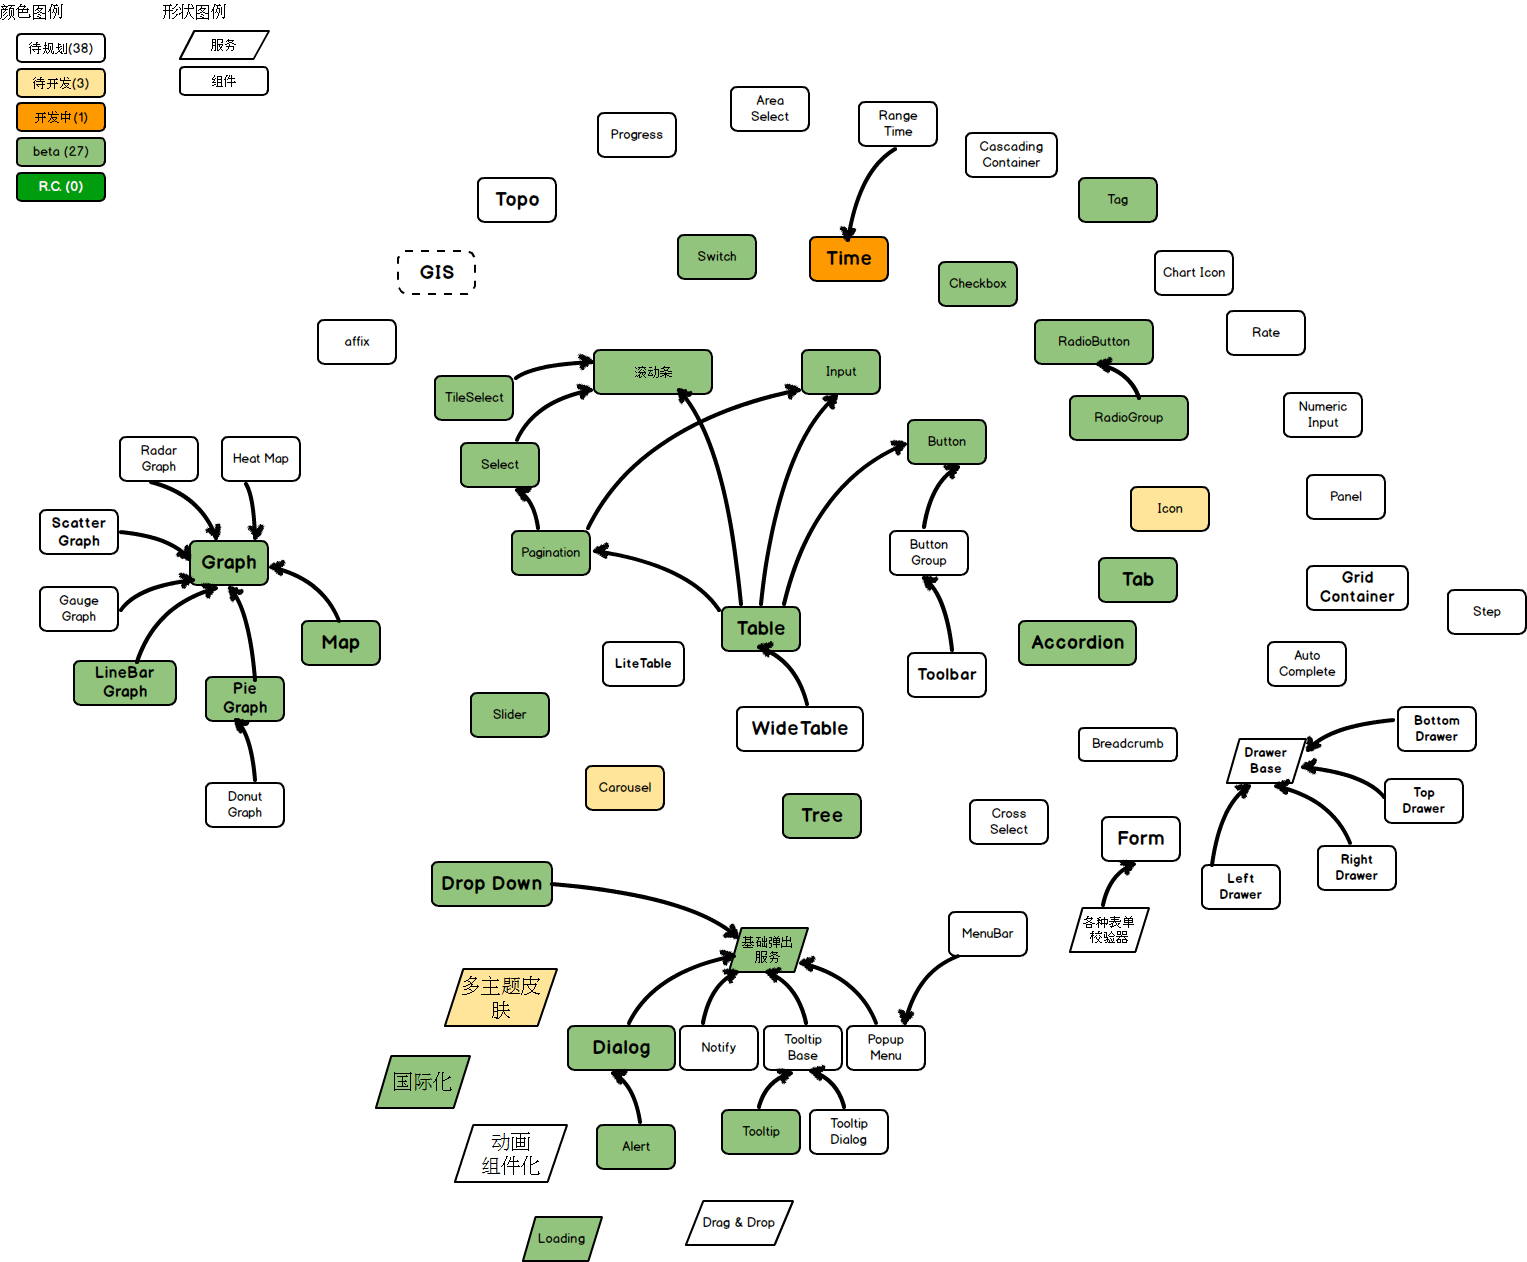 颜色图例
形状图例
待规划(38)
服务
待开发(3)
组件
开发中(1)
beta (27)
R.C. (0)
Area
Select
Range
Time
Progress
Cascading
Container
Topo
Tag
Switch
Time
GIS
Checkbox
Chart Icon
affix
RadioButton
Rate
滚动条
Input
TileSelect
RadioGroup
Numeric
Input
Button
Radar
Graph
Heat Map
Select
Panel
Icon
Scatter
Graph
Pagination
Button
Group
Graph
Tab
Grid
Container
Gauge
Graph
Step
Table
Map
Accordion
LiteTable
Auto
Complete
LineBar
Graph
Toolbar
Pie
Graph
Slider
WideTable
Breadcrumb
Bottom
Drawer
Drawer
Base
Carousel
Top
Drawer
Donut
Graph
Tree
Cross
Select
Form
Right
Drawer
Drop Down
Left
Drawer
各种表单
校验器
MenuBar
基础弹出
服务
多主题皮
肤
Dialog
Notify
Tooltip
Base
Popup
Menu
国际化
Alert
Tooltip
Tooltip
Dialog
动画
组件化
Drag & Drop
Loading